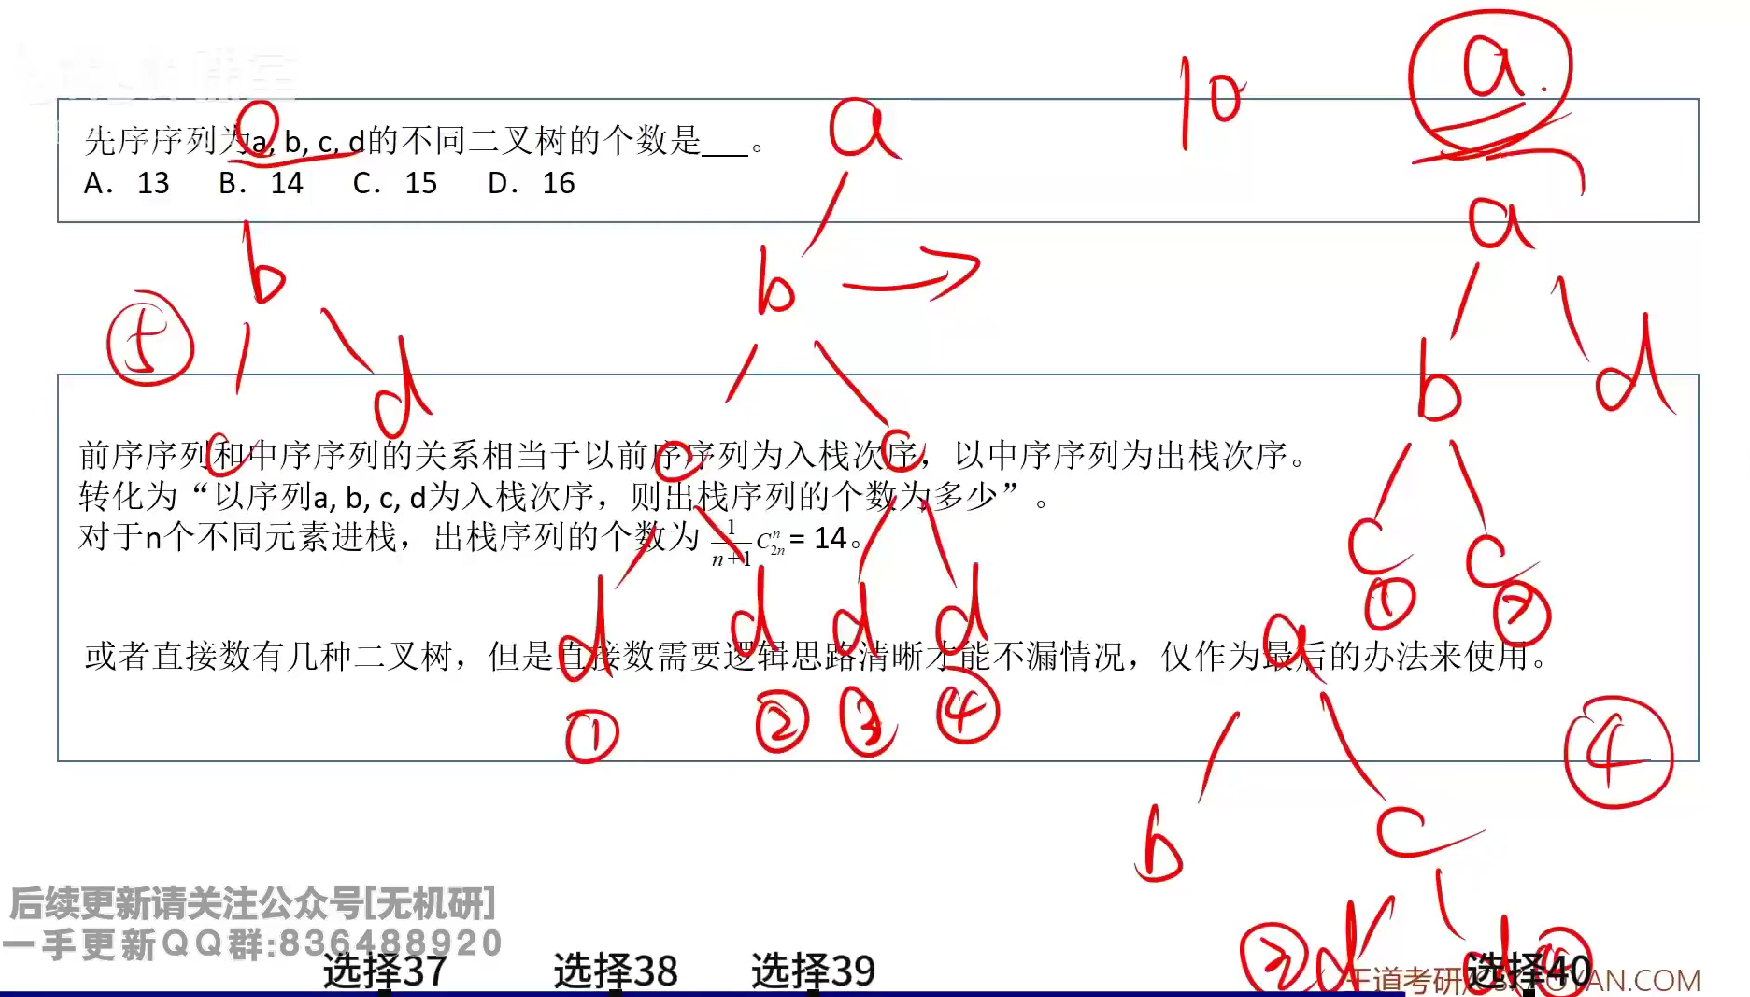 先序序列为a, b, c, d的不同二叉树的个数是___。
A. 13 B. 14 C. 15 D. 16
前序序列和中序序列的关系相当于以前序序列为入栈次序，以中序序列为出栈次序。
转化为“以序列a, b, c, d为入栈次序，则出栈序列的个数为多少”。
对于n个不同元素进栈，出栈序列的个数为 \frac{1}{n+1}C_{2n}^{n} = 14。
或者直接数有几种二叉树，但是直接数需要逻辑思路清晰才能不漏情况，仅作为最后的办法来使用。
10
a
a
b
c
d
⑤
a
b
c
c
d
d
d
d
①
②
③
④
a
b
d
c
c
①
②
a
b
c
④
③
d
d
④
后续更新请关注公众号[无机研]
一手更新QQ群:836488920
选择37
选择38
选择39
选择40
王道考研